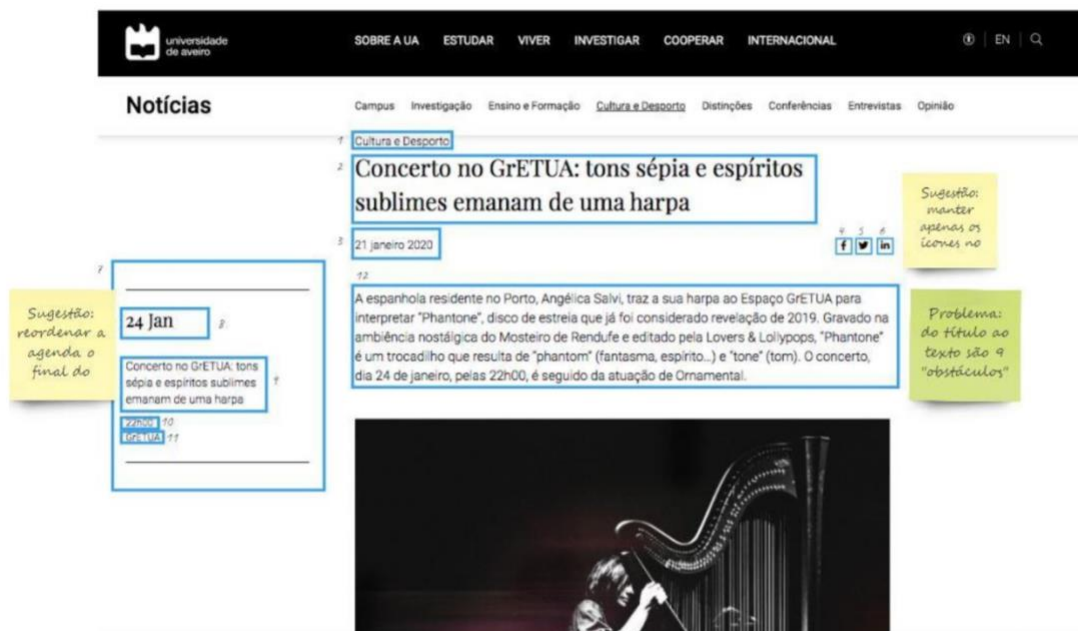 universidade
de aveiro
SOBRE A UA ESTUDAR VIVER INVESTIGAR COOPERAR INTERNACIONAL
EN
Notícias
Campus Investigação Ensino e Formação Cultura e Desporto Distinções Conferências Entrevistas Opinião
1 Cultura e Desporto
2 Concerto no GrETUA: tons sépia e espíritos
sublimes emanam de uma harpa
3 21 janeiro 2020
4 5 6
f in
Sugestão:
manter
apenas os
ícones no
7
Sugestão:
reordenar a
agenda o
final do
24 Jan 8
Concerto no GrETUA: tons
sépia e espíritos sublimes
emanam de uma harpa
22h00 10
GrETUA 11
12
A espanhola residente no Porto, Angélica Salvi, traz a sua harpa ao Espaço GrETUA para
interpretar "Phantone", disco de estreia que já foi considerado revelação de 2019. Gravado na
ambiência nostálgica do Mosteiro de Rendufe e editado pela Lovers & Lollypops, "Phantone"
é um trocadilho que resulta de "phantom" (fantasma, espírito...) e "tone" (tom). O concerto,
dia 24 de janeiro, pelas 22h00, é seguido da atuação de Ornamental.
Problema:
do título ao
texto são 9
"obstáculos"